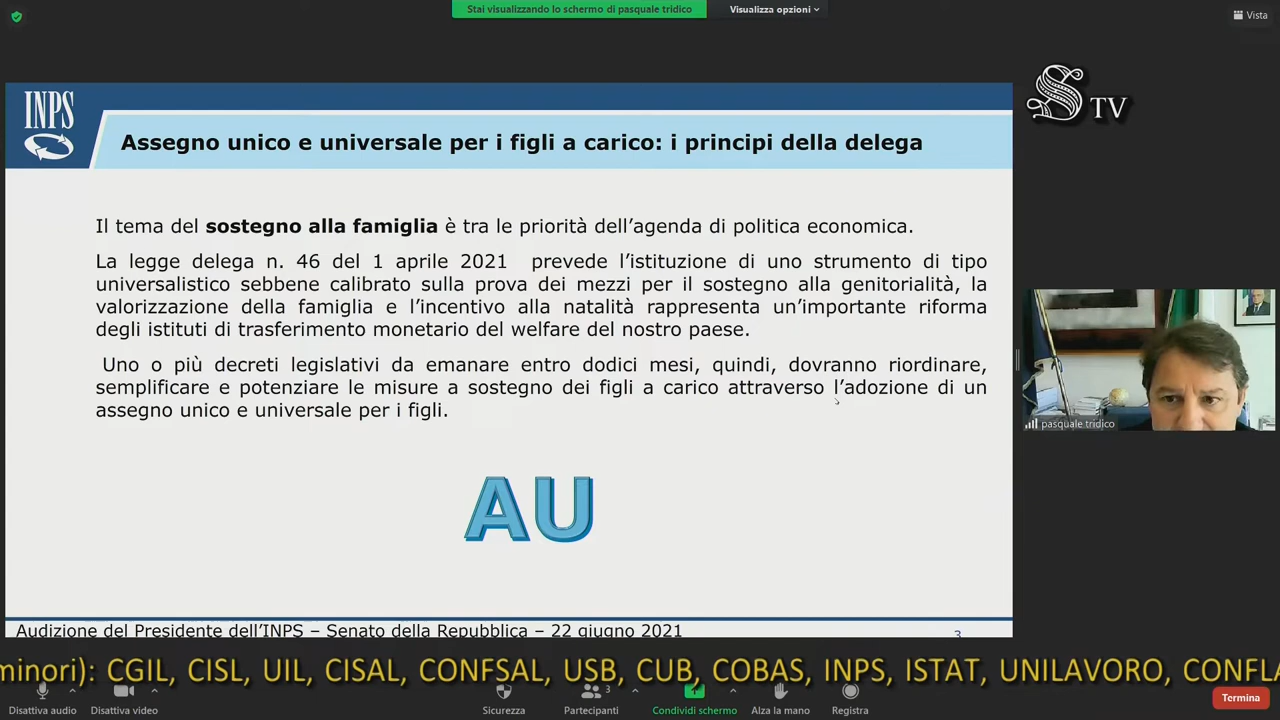 Stai visualizzando lo schermo di pasquale tridico
Visualizza opzioni
Vista
INPS
S TV
Assegno unico e universale per i figli a carico: i principi della delega
Il tema del sostegno alla famiglia è tra le priorità dell’agenda di politica economica.
La legge delega n. 46 del 1 aprile 2021 prevede l’istituzione di uno strumento di tipo
universalistico sebbene calibrato sulla prova dei mezzi per il sostegno alla genitorialità, la
valorizzazione della famiglia e l’incentivo alla natalità rappresenta un’importante riforma
degli istituti di trasferimento monetario del welfare del nostro paese.
Uno o più decreti legislativi da emanare entro dodici mesi, quindi, dovranno riordinare,
semplificare e potenziare le misure a sostegno dei figli a carico attraverso l’adozione di un
assegno unico e universale per i figli.
AU
pasquale tridico
Audizione del Presidente dell’INPS – Senato della Repubblica – 22 giugno 2021
3
minori): CGIL, CISL, UIL, CISAL, CONFSAL, USB, CUB, COBAS, INPS, ISTAT, UNILAVORO, CONFLA
Disattiva audio
Disattiva video
Sicurezza
Partecipanti
3
Condividi schermo
Alza la mano
Registra
Termina